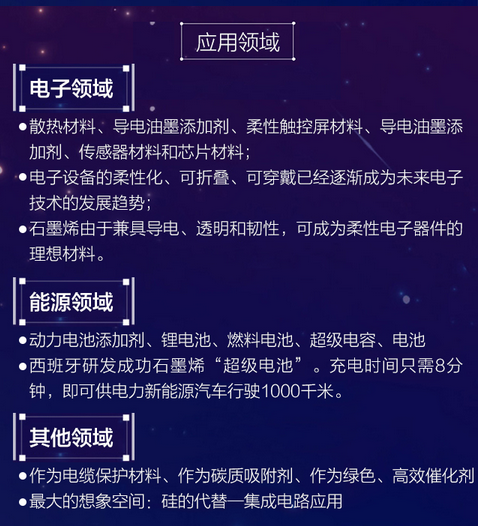 应用领域
电子领域
●散热材料、导电油墨添加剂、柔性触控屏材料、导电油墨添
加剂、传感器材料和芯片材料；
●电子设备的柔性化、可折叠、可穿戴已经逐渐成为未来电子
技术的发展趋势；
●石墨烯由于兼具导电、透明和韧性，可成为柔性电子器件的
理想材料。
能源领域
●动力电池添加剂、锂电池、燃料电池、超级电容、电池
●西班牙研发成功石墨烯“超级电池”。充电时间只需8分
钟，即可供电力新能源汽车行驶1000千米。
其他领域
●作为电缆保护材料、作为碳质吸附剂、作为绿色、高效催化剂
●最大的想象空间：硅的代替—集成电路应用